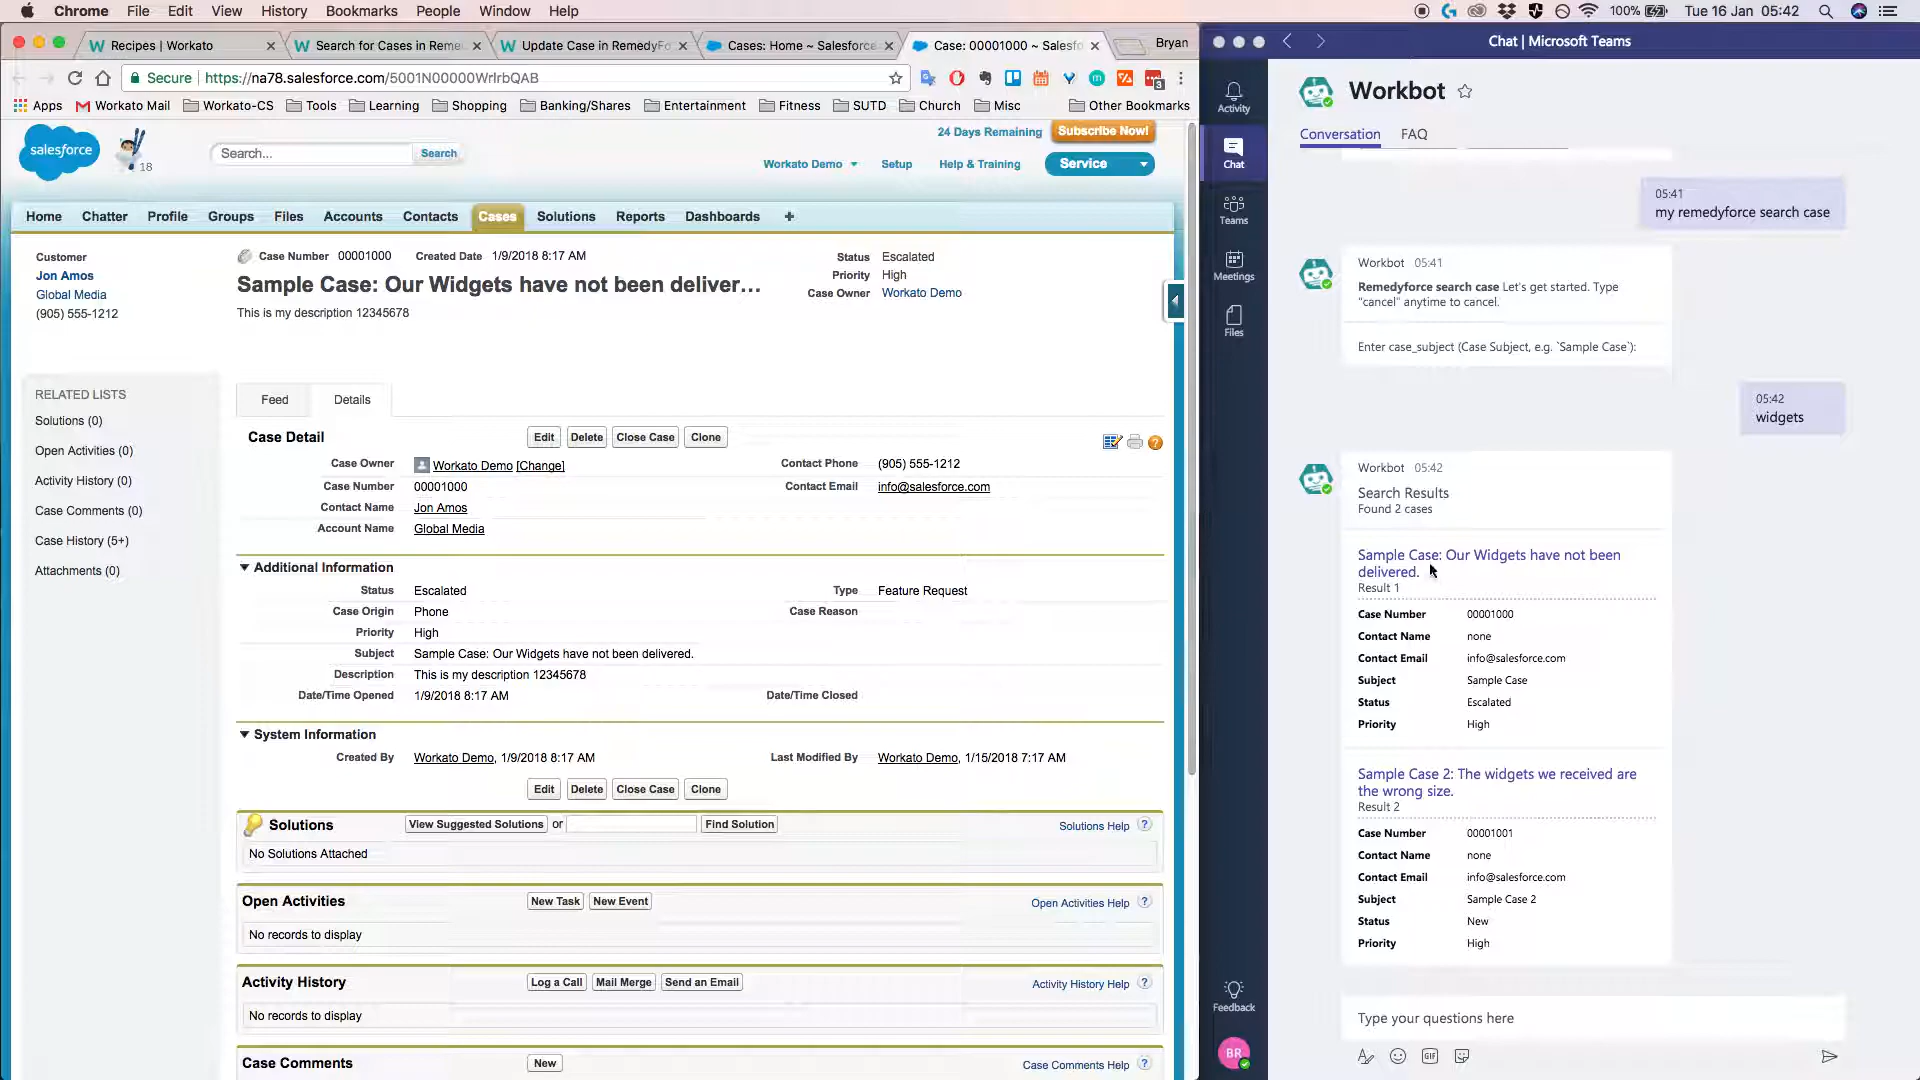 Chrome File Edit View History Bookmarks People Window Help 100% Tue 16 Jan 05:42
Recipes | Workato
Search for Cases in Reme
Update Case in RemedyFo
Cases: Home ~ Salesforce
Case: 00001000 ~ Salesf
Bryan
Secure https://na78.salesforce.com/5001N00000WrIrbQAB
3
Apps Workato Mail Workato-CS Tools Learning Shopping Banking/Shares Entertainment Fitness SUTD Church Misc Other Bookmarks
salesforce
18
Search...
Search
24 Days Remaining Subscribe Now!
Workato Demo Setup Help & Training Service
Home Chatter Profile Groups Files Accounts Contacts Cases Solutions Reports Dashboards +
Customer
Jon Amos
Global Media
(905) 555-1212
Case Number 00001000 Created Date 1/9/2018 8:17 AM
Sample Case: Our Widgets have not been deliver…
This is my description 12345678
Status Escalated
Priority High
Case Owner Workato Demo
RELATED LISTS
Solutions (0)
Open Activities (0)
Activity History (0)
Case Comments (0)
Case History (5+)
Attachments (0)
Feed Details
Case Detail Edit Delete Close Case Clone
Case Owner Workato Demo [Change] Contact Phone (905) 555-1212
Case Number 00001000 Contact Email info@salesforce.com
Contact Name Jon Amos
Account Name Global Media
Additional Information
Status Escalated Type Feature Request
Case Origin Phone Case Reason
Priority High
Subject Sample Case: Our Widgets have not been delivered.
Description This is my description 12345678
Date/Time Opened 1/9/2018 8:17 AM Date/Time Closed
System Information
Created By Workato Demo, 1/9/2018 8:17 AM Last Modified By Workato Demo, 1/15/2018 7:17 AM
Edit Delete Close Case Clone
Solutions View Suggested Solutions or Find Solution Solutions Help ?
No Solutions Attached
Open Activities New Task New Event Open Activities Help ?
No records to display
Activity History Log a Call Mail Merge Send an Email Activity History Help ?
No records to display
Case Comments New Case Comments Help ?
Chat | Microsoft Teams
Activity
Chat
Teams
Meetings
Files
Feedback
BR
Workbot
Conversation FAQ
05:41
my remedyforce search case
Workbot 05:41
Remedyforce search case Let's get started. Type
"cancel" anytime to cancel.
Enter case_subject (Case Subject, e.g. `Sample Case`):
05:42
widgets
Workbot 05:42
Search Results
Found 2 cases
Sample Case: Our Widgets have not been
delivered.
Result 1
Case Number 00001000
Contact Name none
Contact Email info@salesforce.com
Subject Sample Case
Status Escalated
Priority High
Sample Case 2: The widgets we received are
the wrong size.
Result 2
Case Number 00001001
Contact Name none
Contact Email info@salesforce.com
Subject Sample Case 2
Status New
Priority High
Type your questions here
GIF